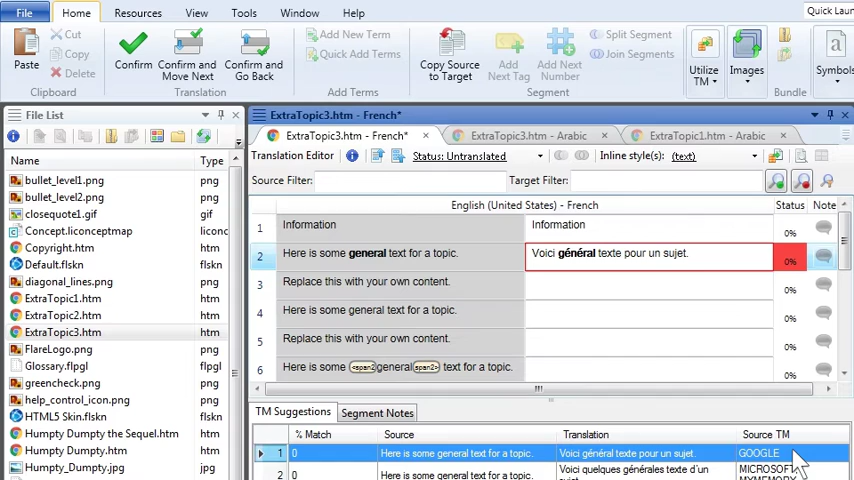 File Home Resources View Tools Window Help Quick Laun
Paste Cut Copy Delete Confirm Confirm and Move Next Confirm and Go Back Add New Term Quick Add Terms Copy Source to Target Add Next Tag Add Next Number Split Segment Join Segments Utilize TM Images Symbols
Clipboard Translation Add Terms Segment Bundle
File List
ExtraTopic3.htm - French*
ExtraTopic3.htm - French* ExtraTopic3.htm - Arabic ExtraTopic1.htm - Arabic
Translation Editor Status: Untranslated Inline style(s): (text)
Source Filter: Target Filter:
Name Type
bullet_level1.png png
bullet_level2.png png
closequote1.gif gif
Concept.liconceptmap liconc
Copyright.htm htm
Default.flskn flskn
diagonal_lines.png png
ExtraTopic1.htm htm
ExtraTopic2.htm htm
ExtraTopic3.htm htm
FlareLogo.png png
Glossary.flpgl flpgl
greencheck.png png
help_control_icon.png png
HTML5 Skin.flskn flskn
Humpty Dumpty the Sequel.htm htm
Humpty Dumpty.htm htm
Humpty_Dumpty.jpg jpg
English (United States) - French Status Note
1 Information Information 0%
2 Here is some general text for a topic. Voici général texte pour un sujet. 0%
3 Replace this with your own content. 0%
4 Here is some general text for a topic. 0%
5 Replace this with your own content. 0%
6 Here is some <span2 general span2> text for a topic. 0%
TM Suggestions Segment Notes
% Match Source Translation Source TM
1 0 Here is some general text for a topic. Voici général texte pour un sujet. GOOGLE
2 0 Here is some general text for a topic. Voici quelques générales texte d'un MICROSOFT